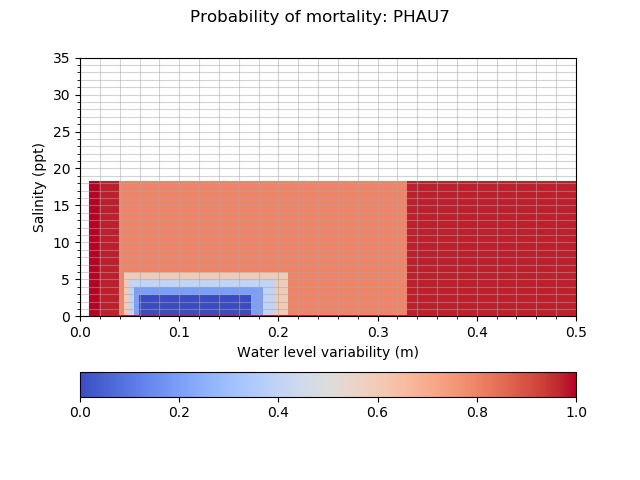 Probability of mortality: PHAU7
35
30
25
20
15
10
5
0
Salinity (ppt)
0.0 0.1 0.2 0.3 0.4 0.5
Water level variability (m)
0.0 0.2 0.4 0.6 0.8 1.0